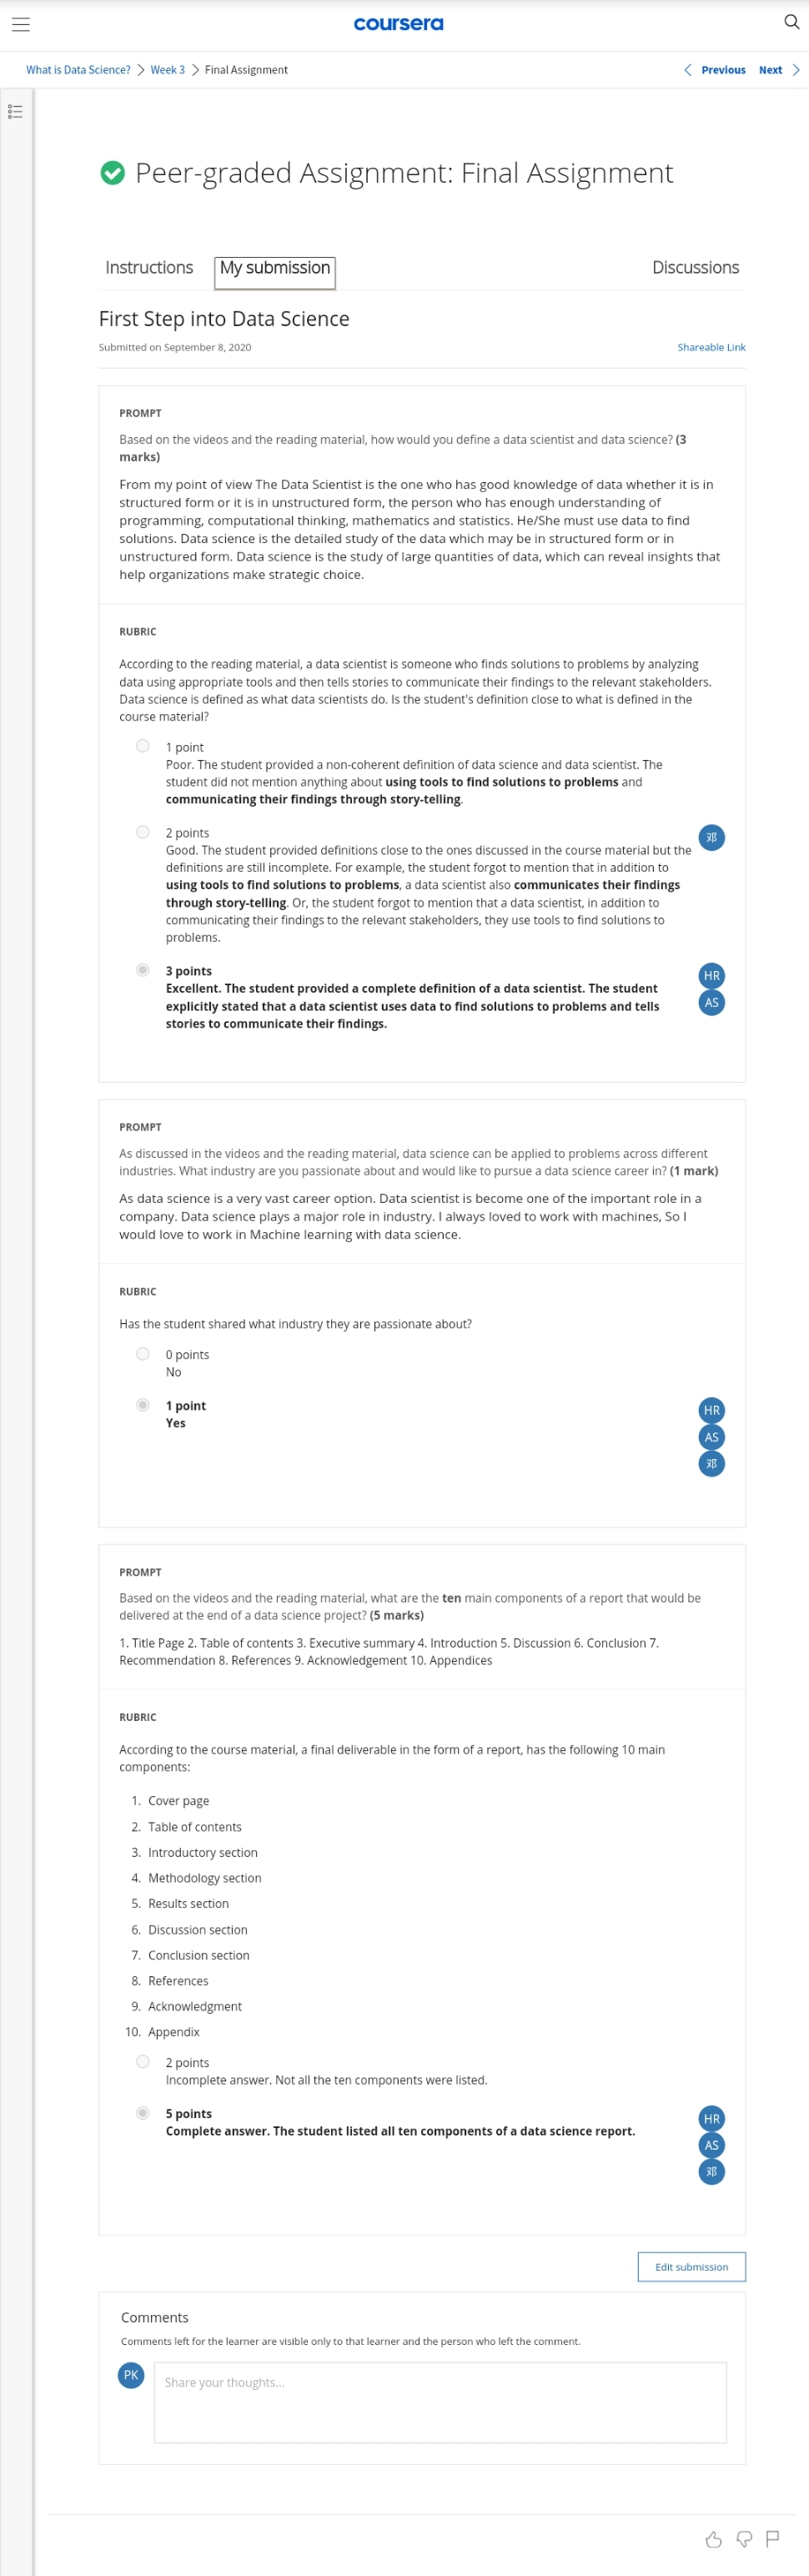 coursera
What is Data Science? > Week 3 > Final Assignment
< Previous Next >
Peer-graded Assignment: Final Assignment
Instructions My submission Discussions
First Step into Data Science
Submitted on September 8, 2020 Shareable Link
PROMPT
Based on the videos and the reading material, how would you define a data scientist and data science? (3
marks)
From my point of view The Data Scientist is the one who has good knowledge of data whether it is in
structured form or it is in unstructured form, the person who has enough understanding of
programming, computational thinking, mathematics and statistics. He/She must use data to find
solutions. Data science is the detailed study of the data which may be in structured form or in
unstructured form. Data science is the study of large quantities of data, which can reveal insights that
help organizations make strategic choice.
RUBRIC
According to the reading material, a data scientist is someone who finds solutions to problems by analyzing
data using appropriate tools and then tells stories to communicate their findings to the relevant stakeholders.
Data science is defined as what data scientists do. Is the student's definition close to what is defined in the
course material?
1 point
Poor. The student provided a non-coherent definition of data science and data scientist. The
student did not mention anything about using tools to find solutions to problems and
communicating their findings through story-telling.
2 points
邓
Good. The student provided definitions close to the ones discussed in the course material but the
definitions are still incomplete. For example, the student forgot to mention that in addition to
using tools to find solutions to problems, a data scientist also communicates their findings
through story-telling. Or, the student forgot to mention that a data scientist, in addition to
communicating their findings to the relevant stakeholders, they use tools to find solutions to
problems.
3 points
HR
Excellent. The student provided a complete definition of a data scientist. The student
explicitly stated that a data scientist uses data to find solutions to problems and tells
AS
stories to communicate their findings.
PROMPT
As discussed in the videos and the reading material, data science can be applied to problems across different
industries. What industry are you passionate about and would like to pursue a data science career in? (1 mark)
As data science is a very vast career option. Data scientist is become one of the important role in a
company. Data science plays a major role in industry. I always loved to work with machines, So I
would love to work in Machine learning with data science.
RUBRIC
Has the student shared what industry they are passionate about?
0 points
No
1 point
Yes
HR
AS
邓
PROMPT
Based on the videos and the reading material, what are the ten main components of a report that would be
delivered at the end of a data science project? (5 marks)
1. Title Page 2. Table of contents 3. Executive summary 4. Introduction 5. Discussion 6. Conclusion 7.
Recommendation 8. References 9. Acknowledgement 10. Appendices
RUBRIC
According to the course material, a final deliverable in the form of a report, has the following 10 main
components:
1. Cover page
2. Table of contents
3. Introductory section
4. Methodology section
5. Results section
6. Discussion section
7. Conclusion section
8. References
9. Acknowledgment
10. Appendix
2 points
Incomplete answer. Not all the ten components were listed.
5 points
Complete answer. The student listed all ten components of a data science report.
HR
AS
邓
Edit submission
Comments
Comments left for the learner are visible only to that learner and the person who left the comment.
PK
Share your thoughts...